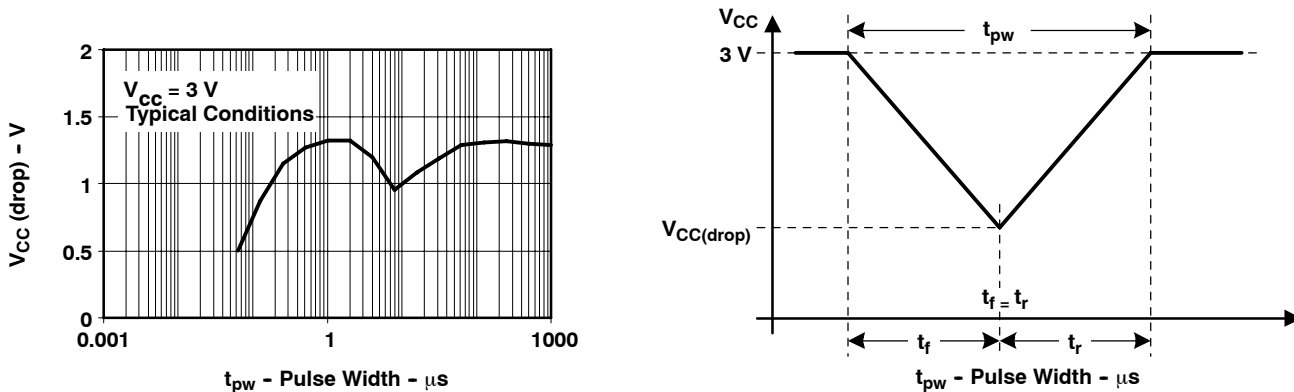 2
1.5
1
0.5
0
V_CC = 3 V
Typical Conditions
V_CC (drop) – V
0.001
1
1000
t_pw – Pulse Width – μs
V_CC
t_pw
3 V
V_CC(drop)
t_f = t_r
t_f
t_r
t_pw – Pulse Width – μs